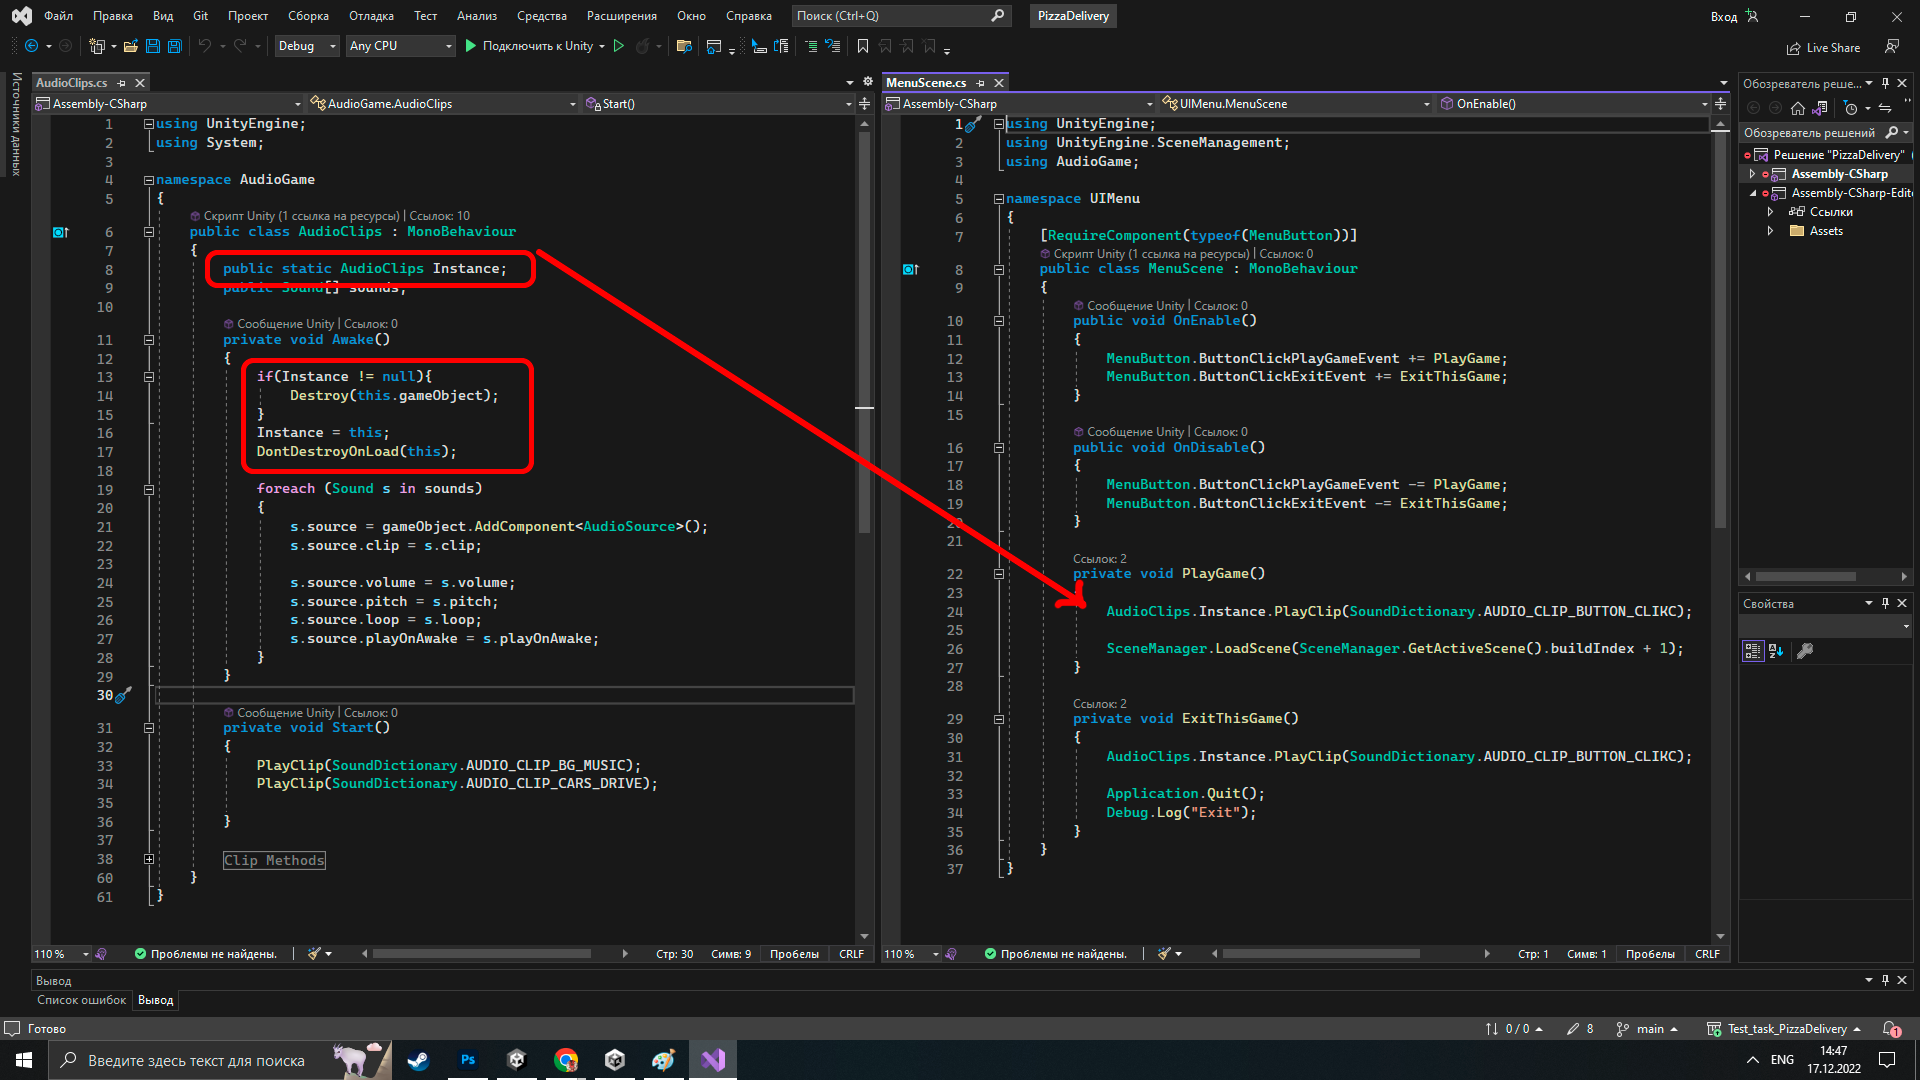 Файл Правка Вид Git Проект Сборка Отладка Тест Анализ Средства Расширения Окно Справка Поиск (Ctrl+Q) PizzaDelivery Вход
Debug Any CPU Подключить к Unity Live Share
Источники данных
AudioClips.cs
Assembly-CSharp AudioGame.AudioClips Start()
1 using UnityEngine;
2 using System;
3
4 namespace AudioGame
5 {
Скрипт Unity (1 ссылка на ресурсы) | Ссылок: 10
6 public class AudioClips : MonoBehaviour
7 {
8 public static AudioClips Instance;
9 public Sound[] sounds;
10
Сообщение Unity | Ссылок: 0
11 private void Awake()
12 {
13 if(Instance != null){
14 Destroy(this.gameObject);
15 }
16 Instance = this;
17 DontDestroyOnLoad(this);
18
19 foreach (Sound s in sounds)
20 {
21 s.source = gameObject.AddComponent<AudioSource>();
22 s.source.clip = s.clip;
23
24 s.source.volume = s.volume;
25 s.source.pitch = s.pitch;
26 s.source.loop = s.loop;
27 s.source.playOnAwake = s.playOnAwake;
28 }
29 }
30
Сообщение Unity | Ссылок: 0
31 private void Start()
32 {
33 PlayClip(SoundDictionary.AUDIO_CLIP_BG_MUSIC);
34 PlayClip(SoundDictionary.AUDIO_CLIP_CARS_DRIVE);
35
36 }
37
38 Clip Methods
60 }
61 }
110 % Проблемы не найдены. Стр: 30 Симв: 9 Пробелы CRLF
MenuScene.cs
Assembly-CSharp UIMenu.MenuScene OnEnable()
1 using UnityEngine;
2 using UnityEngine.SceneManagement;
3 using AudioGame;
4
5 namespace UIMenu
6 {
7 [RequireComponent(typeof(MenuButton))]
Скрипт Unity (1 ссылка на ресурсы) | Ссылок: 0
8 public class MenuScene : MonoBehaviour
9 {
Сообщение Unity | Ссылок: 0
10 public void OnEnable()
11 {
12 MenuButton.ButtonClickPlayGameEvent += PlayGame;
13 MenuButton.ButtonClickExitEvent += ExitThisGame;
14 }
15
Сообщение Unity | Ссылок: 0
16 public void OnDisable()
17 {
18 MenuButton.ButtonClickPlayGameEvent -= PlayGame;
19 MenuButton.ButtonClickExitEvent -= ExitThisGame;
20 }
21
Ссылок: 2
22 private void PlayGame()
23
24 AudioClips.Instance.PlayClip(SoundDictionary.AUDIO_CLIP_BUTTON_CLIKC);
25
26 SceneManager.LoadScene(SceneManager.GetActiveScene().buildIndex + 1);
27 }
28
Ссылок: 2
29 private void ExitThisGame()
30 {
31 AudioClips.Instance.PlayClip(SoundDictionary.AUDIO_CLIP_BUTTON_CLIKC);
32
33 Application.Quit();
34 Debug.Log("Exit");
35 }
36 }
37 }
110 % Проблемы не найдены. Стр: 1 Симв: 1 Пробелы CRLF
Обозреватель реше...
Обозреватель решений
Решение "PizzaDelivery" (
Assembly-CSharp
Assembly-CSharp-Edit
Ссылки
Assets
Свойства
Вывод
Список ошибок Вывод
Готово 0 / 0 8 main Test_task_PizzaDelivery 1
Введите здесь текст для поиска Ps ENG 14:47
17.12.2022